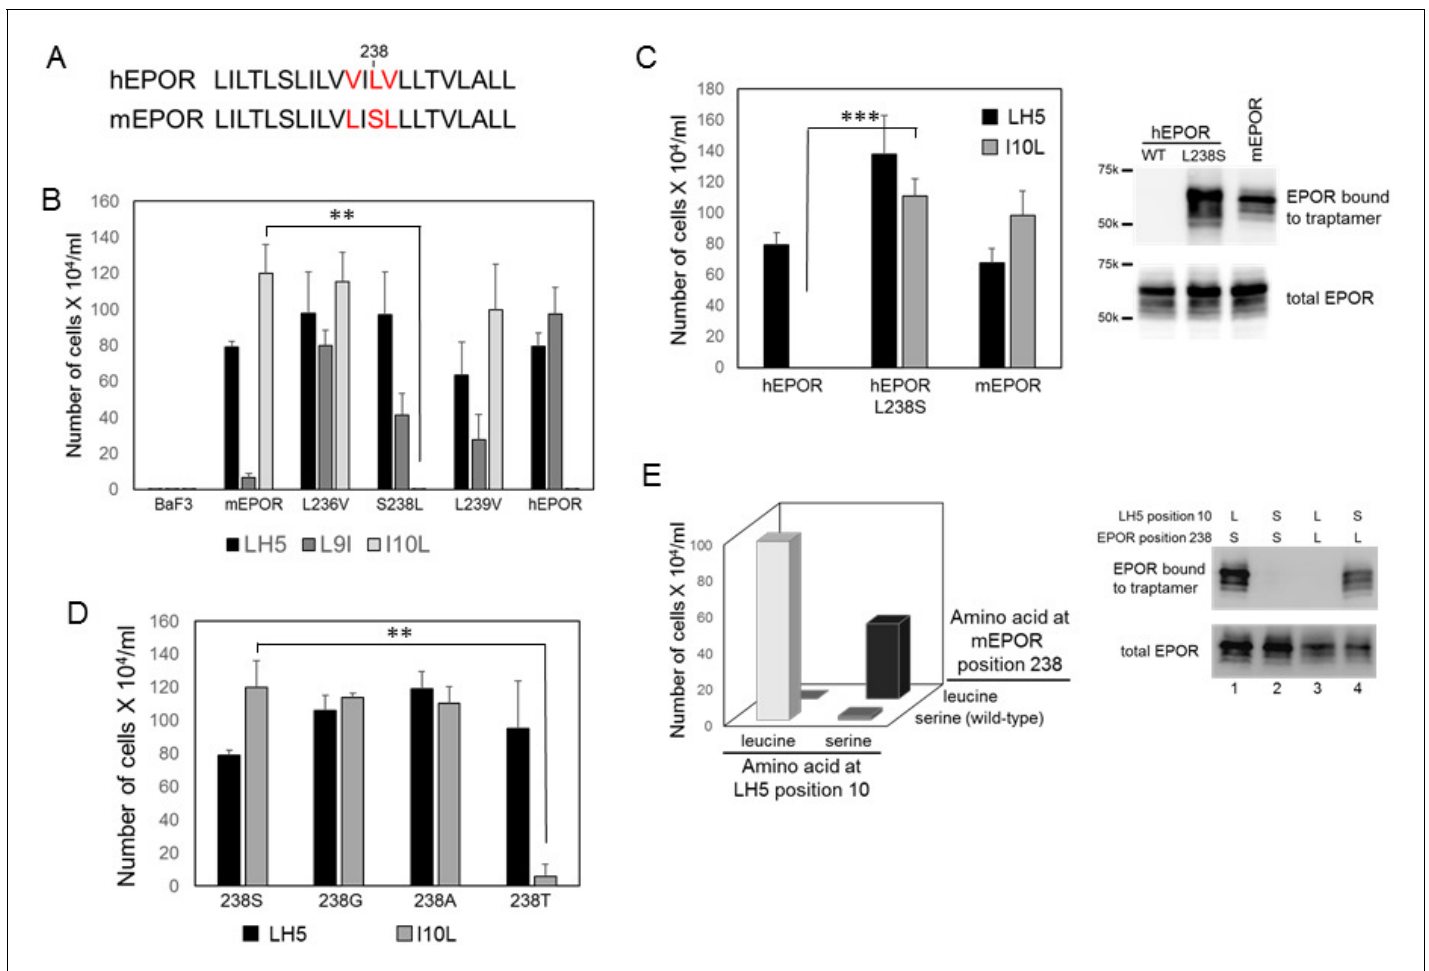 A
238
hEPOR LILTLSLILVVILVLLTVLALL
mEPOR LILTLSLILVLISLLLTVLALL
B
Number of cells X 10⁴/ml
160
140
120
100
80
60
40
20
0
**
BaF3 mEPOR L236V S238L L239V hEPOR
LH5 L9I I10L
C
Number of cells X 10⁴/ml
180
160
140
120
100
80
60
40
20
0
***
LH5
I10L
hEPOR hEPOR mEPOR
L238S
hEPOR mEPOR
WT L238S
75k
50k
EPOR bound
to traptamer
75k
50k
total EPOR
D
Number of cells X 10⁴/ml
160
140
120
100
80
60
40
20
0
**
238S 238G 238A 238T
LH5 I10L
E
Number of cells X 10⁴/ml
100
80
60
40
20
0
Amino acid at
mEPOR
position 238
leucine
serine (wild-type)
leucine serine
Amino acid at
LH5 position 10
LH5 position 10 L S L S
EPOR position 238 S S L L
EPOR bound
to traptamer
total EPOR
1 2 3 4